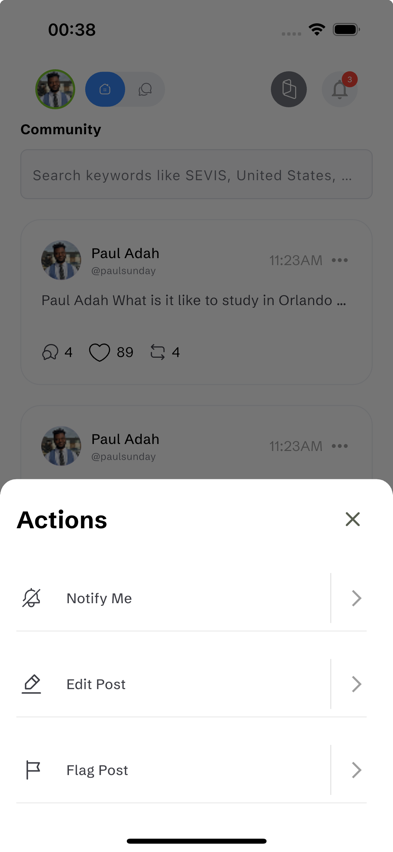 00:38
3
Community
Search keywords like SEVIS, United States, ...
Paul Adah
@paulsunday
11:23AM
Paul Adah What is it like to study in Orlando ...
4
89
4
Paul Adah
@paulsunday
11:23AM
Actions
Notify Me
Edit Post
Flag Post